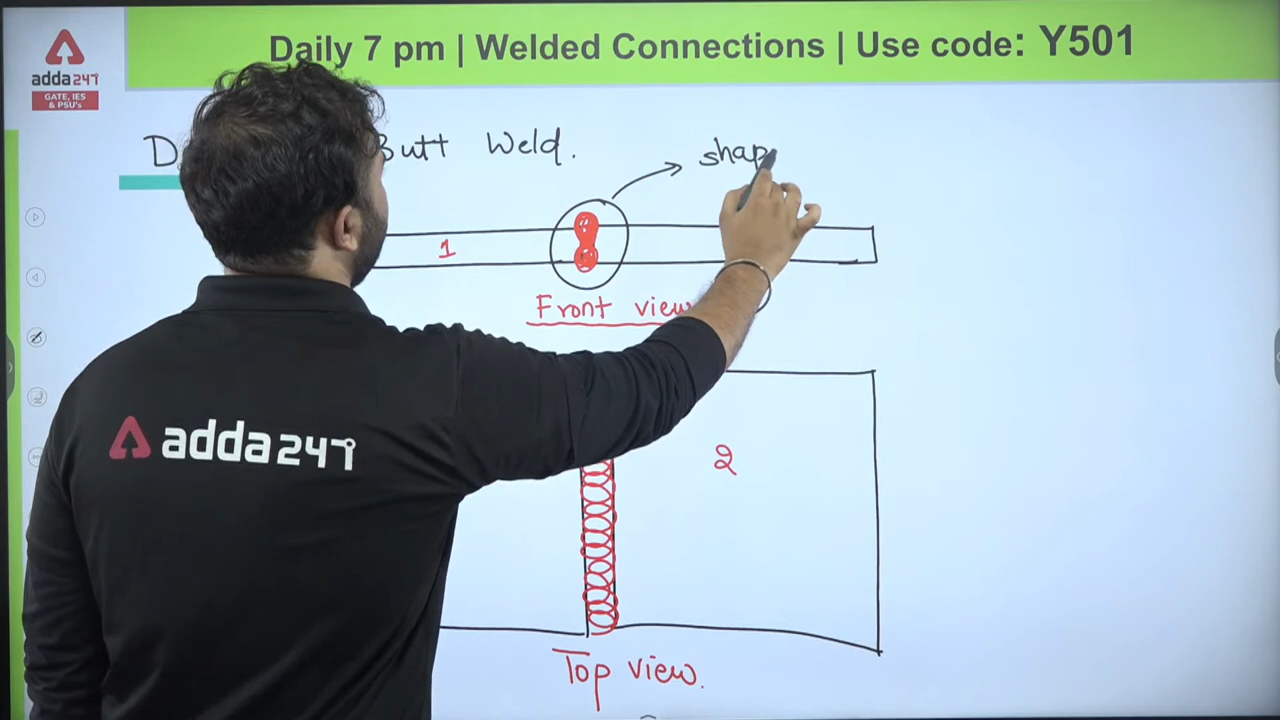 Daily 7 pm | Welded Connections | Use code: Y501
adda247
GATE, IES
& PSU's
Butt Weld.
shap
1
Front view
adda247
2
Top view.